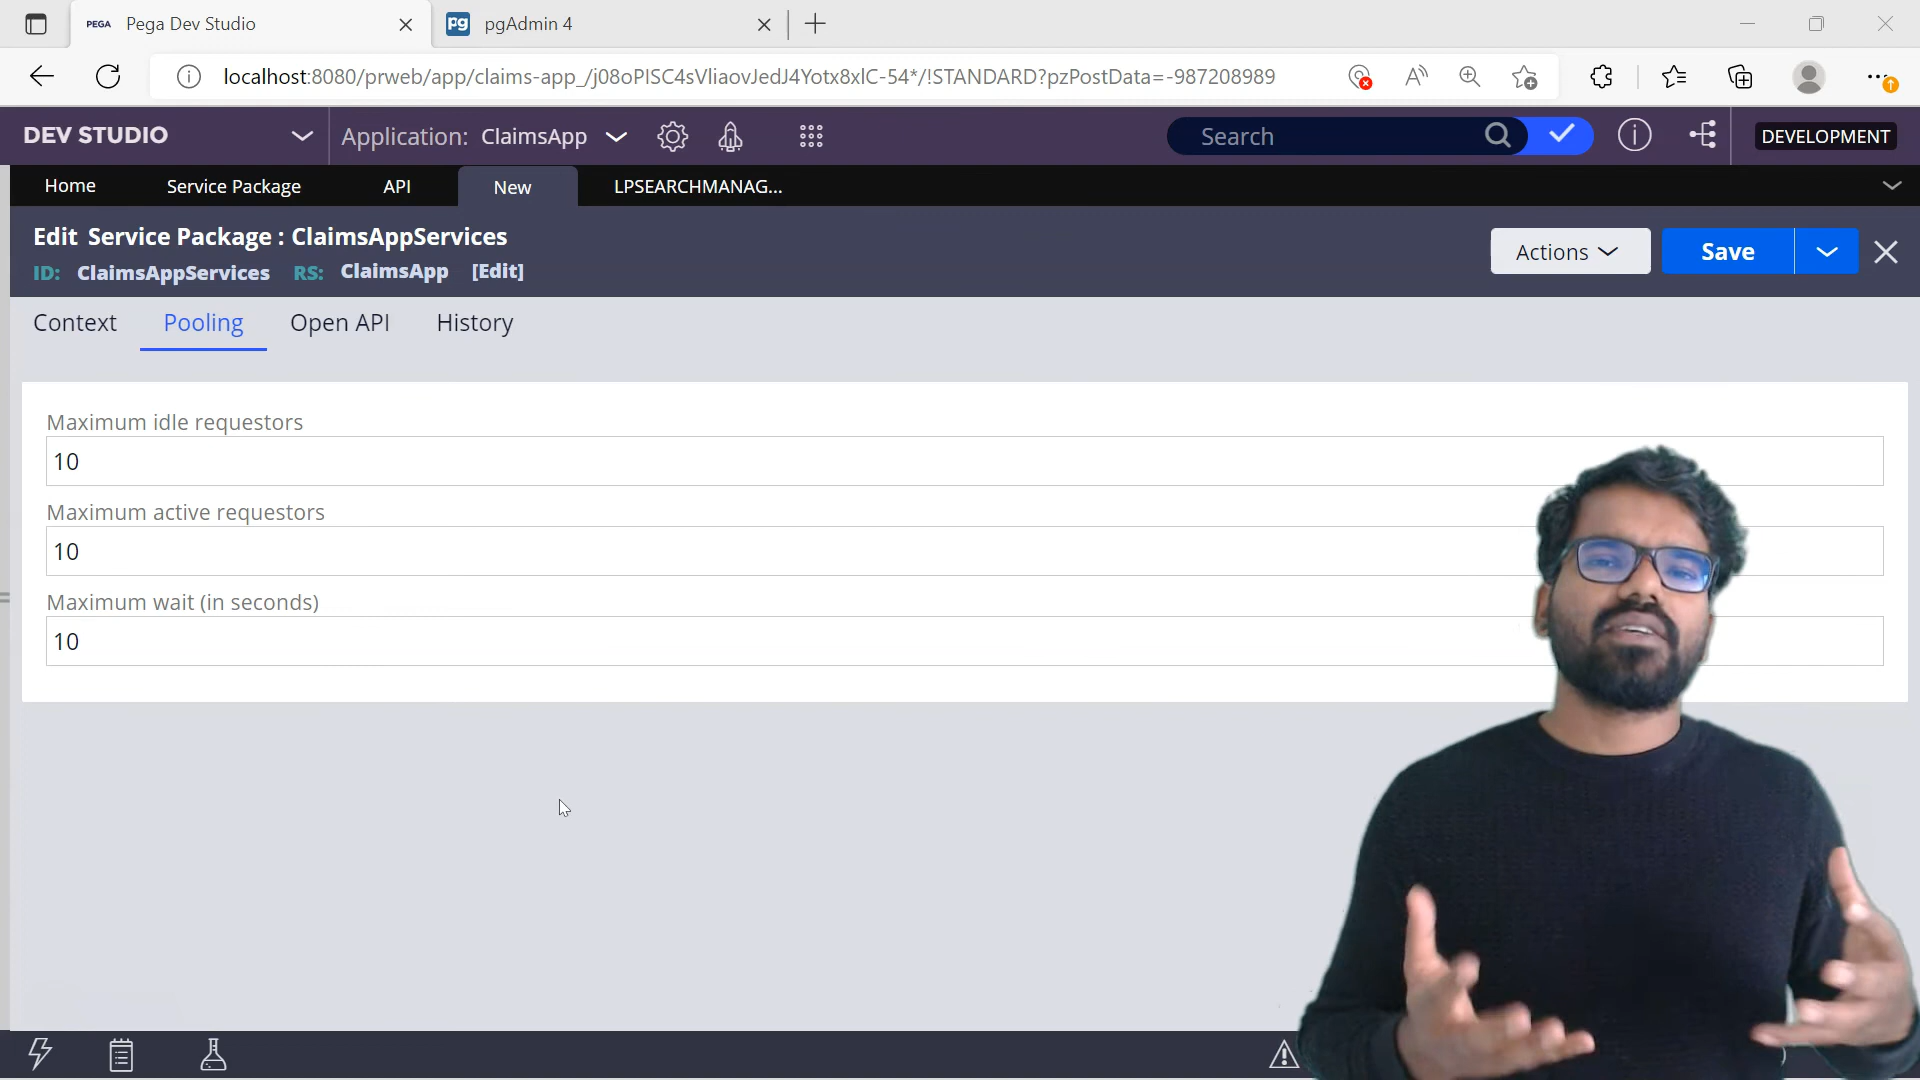 PEGA Pega Dev Studio
pg pgAdmin 4
localhost:8080/prweb/app/claims-app_/j08oPISC4sVliaovJedJ4Yotx8xlC-54*/!STANDARD?pzPostData=-987208989
DEV STUDIO
Application: ClaimsApp
Search
DEVELOPMENT
Home
Service Package
API
New
LPSEARCHMANAG...
Edit Service Package : ClaimsAppServices
ID: ClaimsAppServices RS: ClaimsApp [Edit]
Actions
Save
Context
Pooling
Open API
History
Maximum idle requestors
10
Maximum active requestors
10
Maximum wait (in seconds)
10